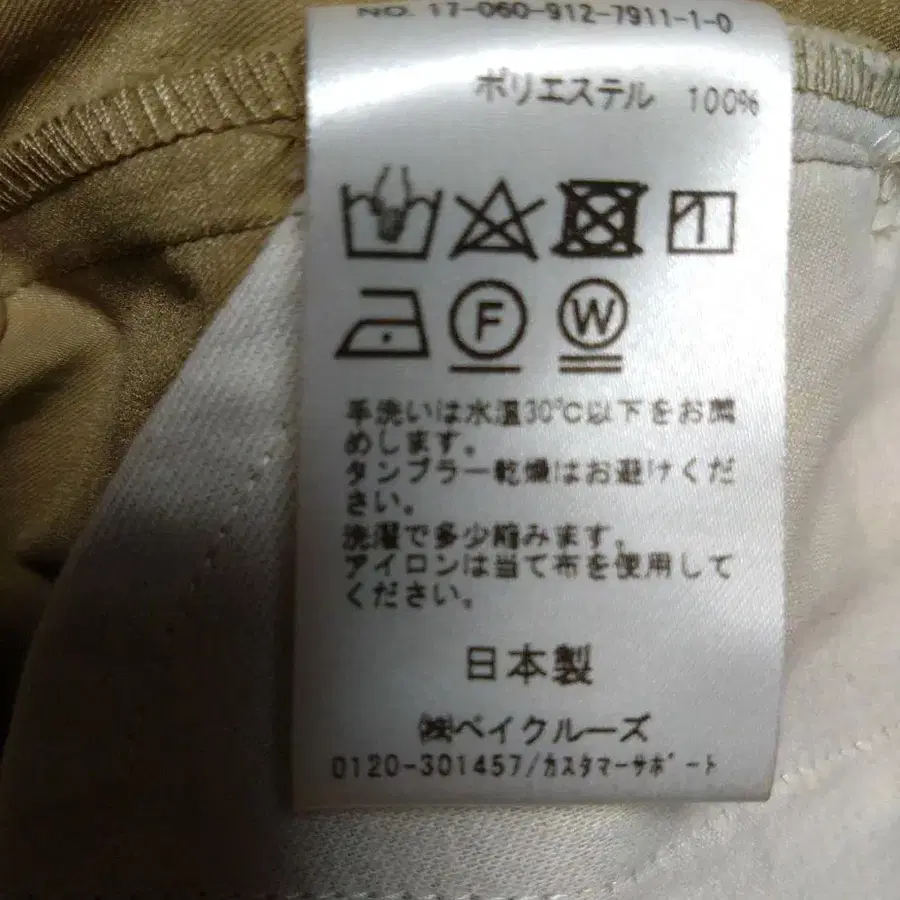 NO. 17-060-912-7911-1-0
ポリエステル 100%
F W
手洗いは水温30℃以下をお薦
めします。
タンブラー乾燥はお避けくだ
さい。
洗濯で多少縮みます。
アイロンは当て布を使用して
ください。
日本製
㈱ベイクルーズ
0120-301457/カスタマーサポート